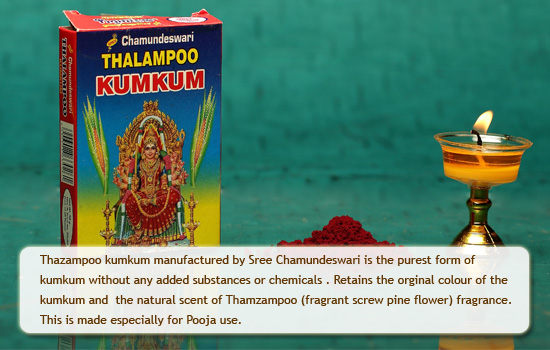 Chamundeswari
THALAMPOO
KUMKUM
Chamundeswari
THALAMPOO
Thazampoo kumkum manufactured by Sree Chamundeswari is the purest form of
kumkum without any added substances or chemicals . Retains the orginal colour of the
kumkum and the natural scent of Thamzampoo (fragrant screw pine flower) fragrance.
This is made especially for Pooja use.